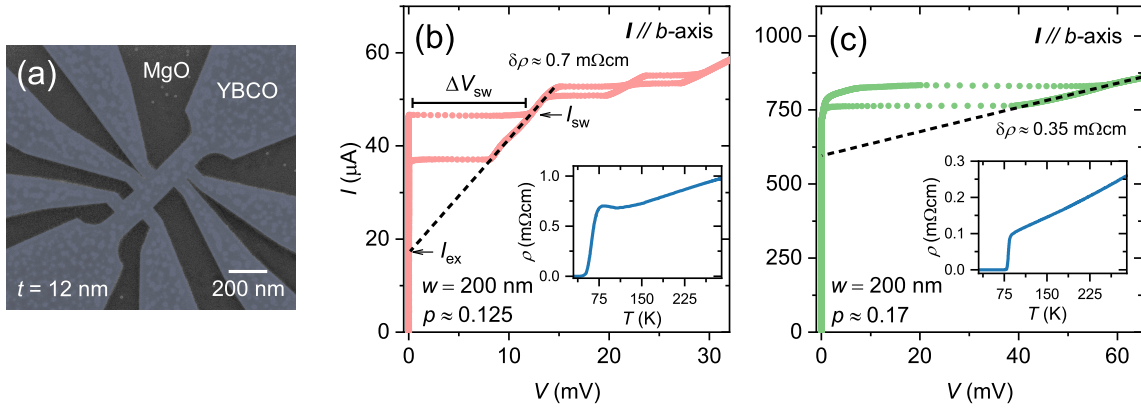 (a)
MgO
YBCO
t = 12 nm
200 nm
(b)
I // b-axis
δρ ≈ 0.7 mΩcm
ΔV_sw
I_sw
I_ex
w = 200 nm
p ≈ 0.125
60
40
20
0
I (μA)
0 10 20 30
V (mV)
1.0
0.5
0.0
ρ (mΩcm)
75 150 225
T (K)
(c)
I // b-axis
δρ ≈ 0.35 mΩcm
w = 200 nm
p ≈ 0.17
1000
750
500
250
0
0 20 40 60
V (mV)
0.3
0.2
0.1
0.0
ρ (mΩcm)
75 150 225
T (K)